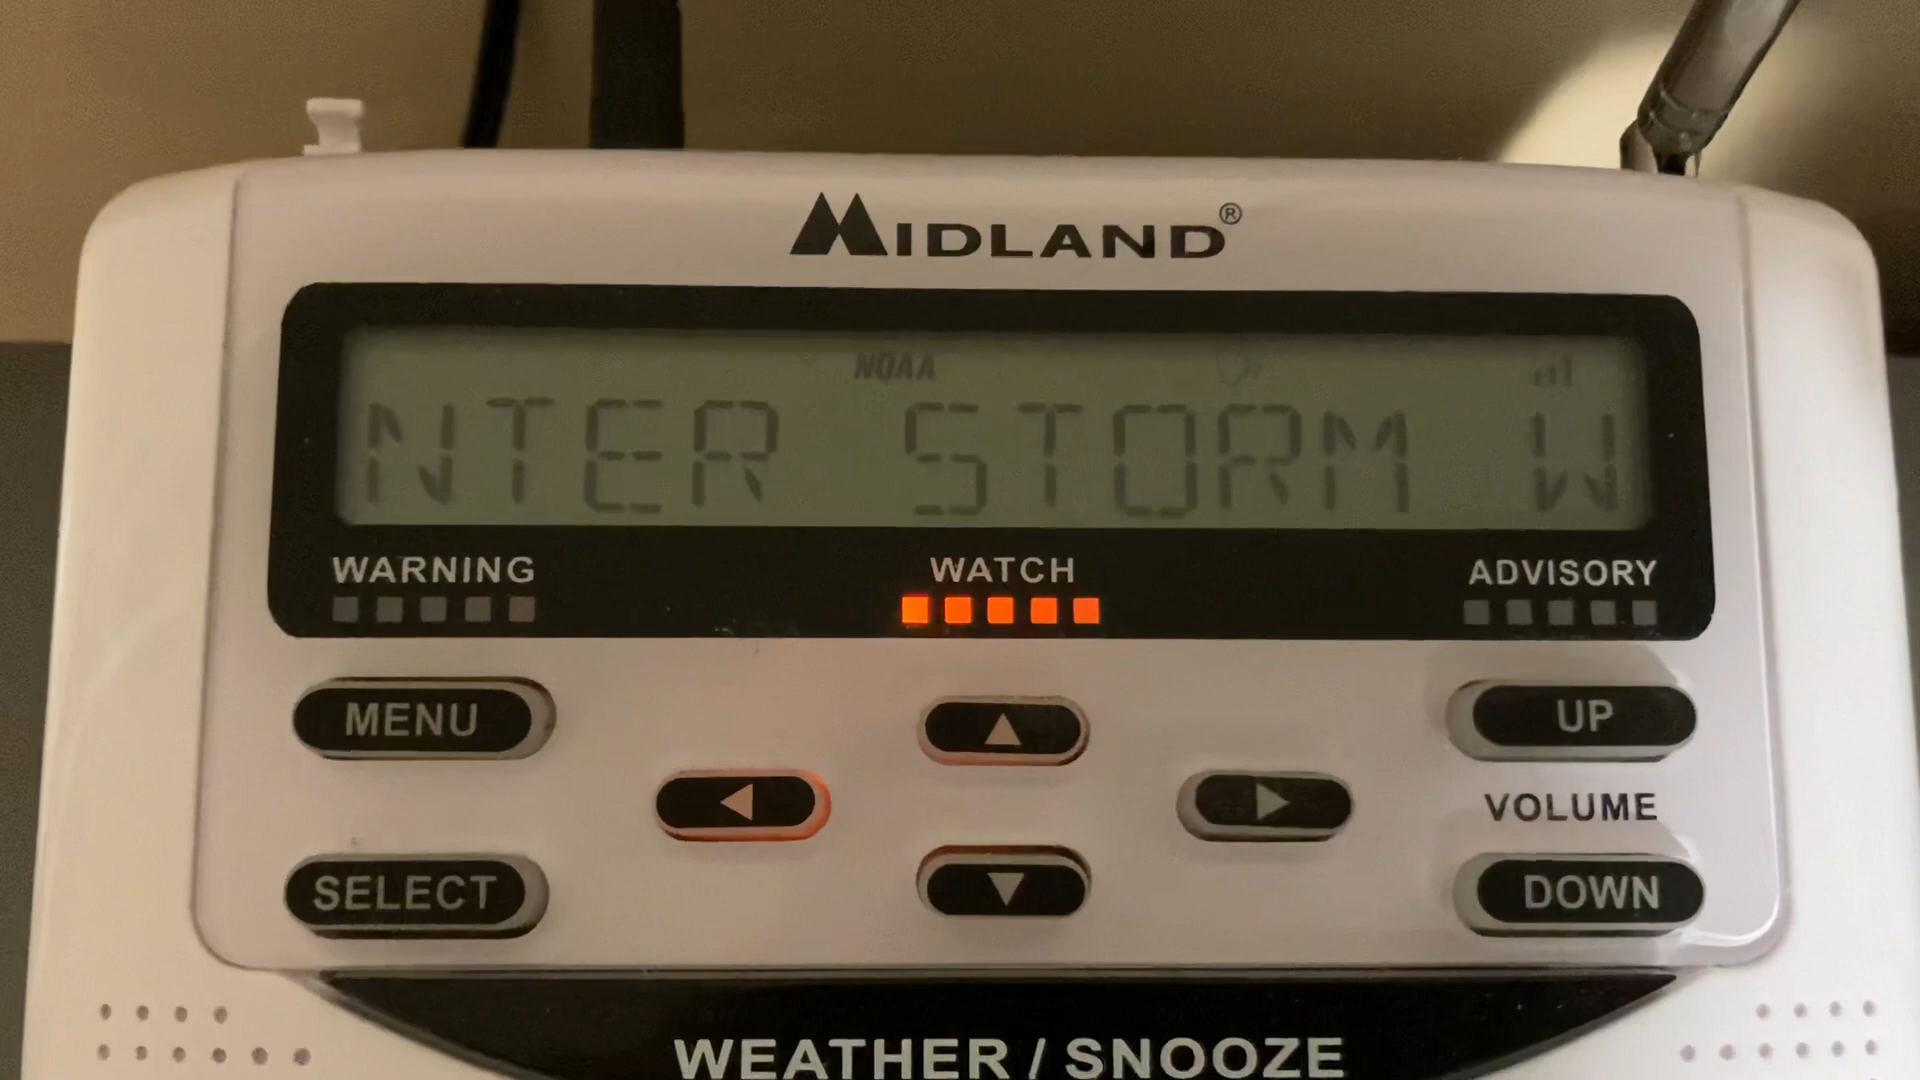 MIDLAND®
NOAA
NTER STORM W
WARNING WATCH ADVISORY
MENU
UP
VOLUME
SELECT
DOWN
WEATHER / SNOOZE